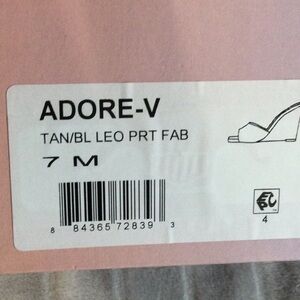 ADORE-V
TAN/BL LEO PRT FAB
7 M
8 84365 72839 3
4